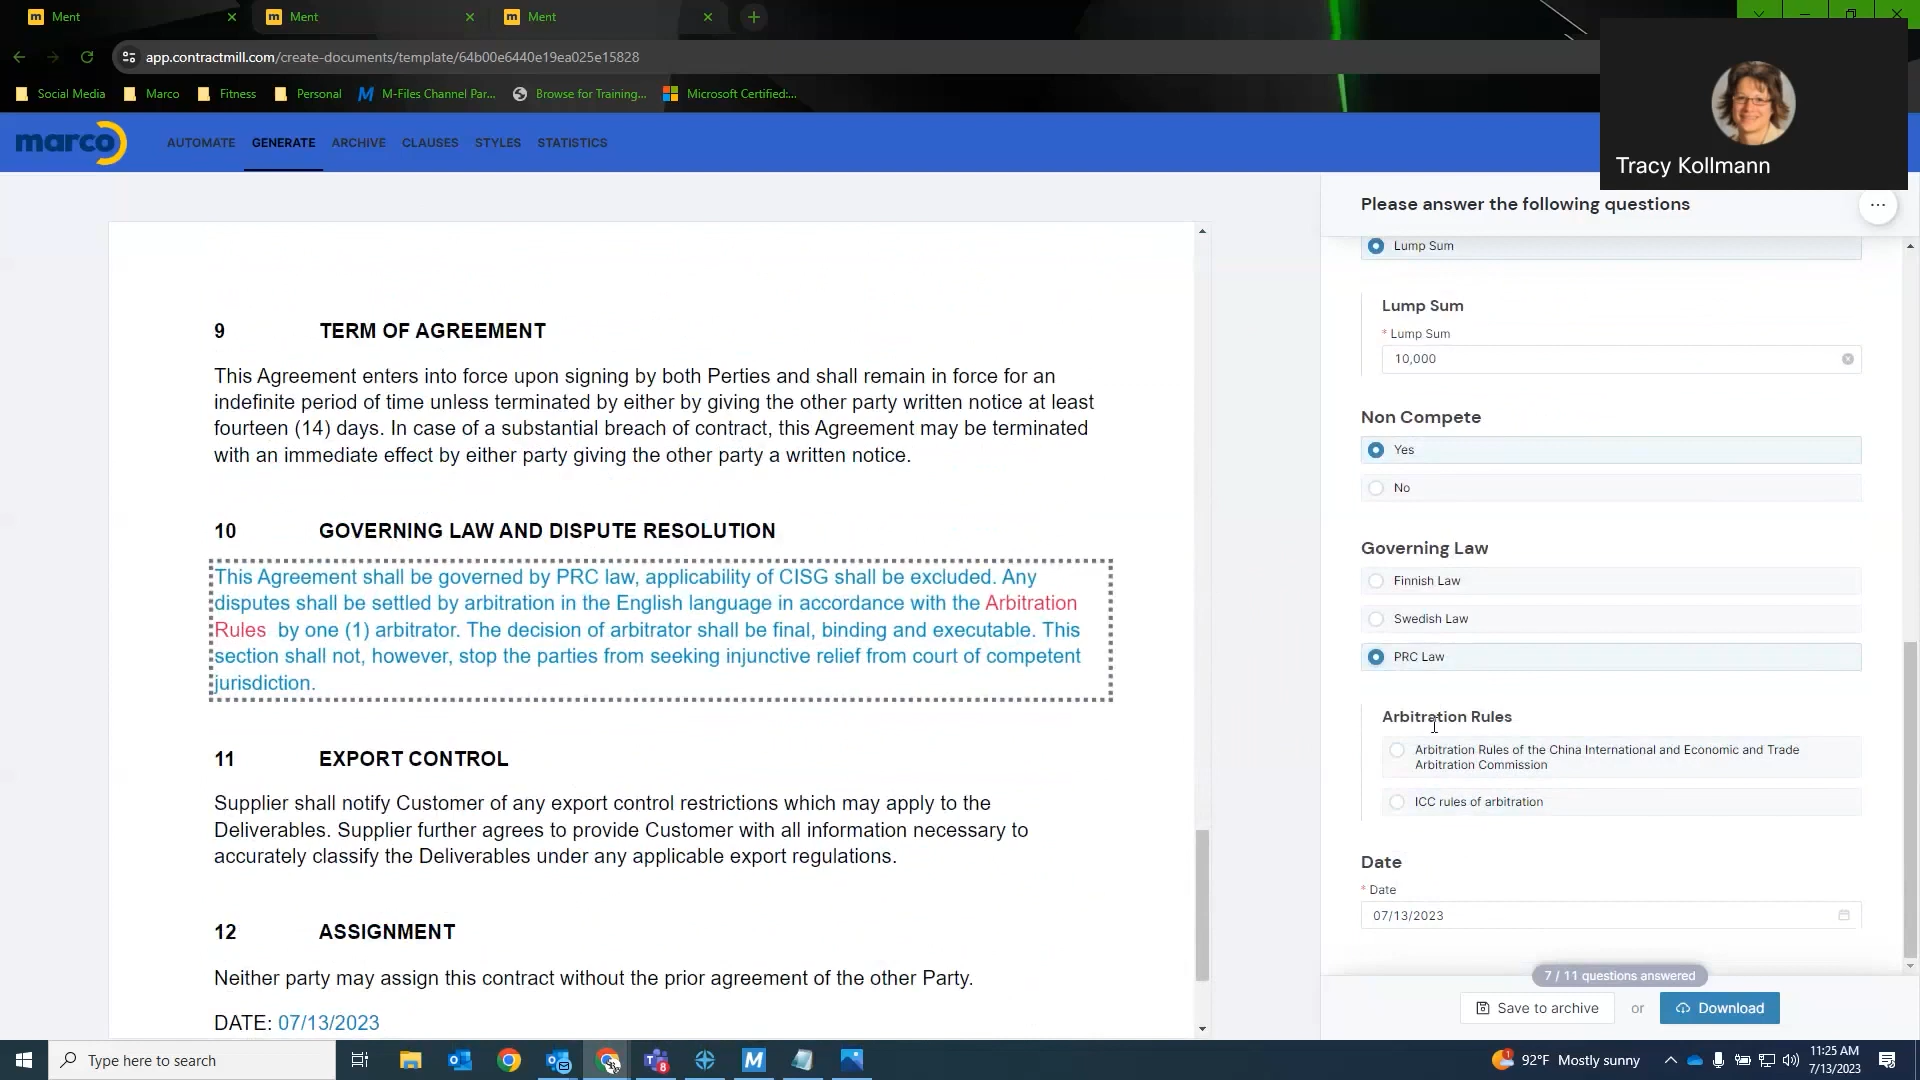 Ment
Ment
Ment
app.contractmill.com/create-documents/template/64b00e6440e19ea025e15828
Social Media
Marco
Fitness
Personal
M-Files Channel Par...
Browse for Training...
Microsoft Certified:...
Tracy Kollmann
marco
AUTOMATE
GENERATE
ARCHIVE
CLAUSES
STYLES
STATISTICS
9 TERM OF AGREEMENT
This Agreement enters into force upon signing by both Perties and shall remain in force for an
indefinite period of time unless terminated by either by giving the other party written notice at least
fourteen (14) days. In case of a substantial breach of contract, this Agreement may be terminated
with an immediate effect by either party giving the other party a written notice.
10 GOVERNING LAW AND DISPUTE RESOLUTION
This Agreement shall be governed by PRC law, applicability of CISG shall be excluded. Any
disputes shall be settled by arbitration in the English language in accordance with the Arbitration
Rules by one (1) arbitrator. The decision of arbitrator shall be final, binding and executable. This
section shall not, however, stop the parties from seeking injunctive relief from court of competent
jurisdiction.
11 EXPORT CONTROL
Supplier shall notify Customer of any export control restrictions which may apply to the
Deliverables. Supplier further agrees to provide Customer with all information necessary to
accurately classify the Deliverables under any applicable export regulations.
12 ASSIGNMENT
Neither party may assign this contract without the prior agreement of the other Party.
DATE: 07/13/2023
Please answer the following questions
Lump Sum
Lump Sum
* Lump Sum
10,000
Non Compete
Yes
No
Governing Law
Finnish Law
Swedish Law
PRC Law
Arbitration Rules
Arbitration Rules of the China International and Economic and Trade
Arbitration Commission
ICC rules of arbitration
Date
* Date
07/13/2023
7 / 11 questions answered
Save to archive
or
Download
Type here to search
92°F Mostly sunny
11:25 AM
7/13/2023